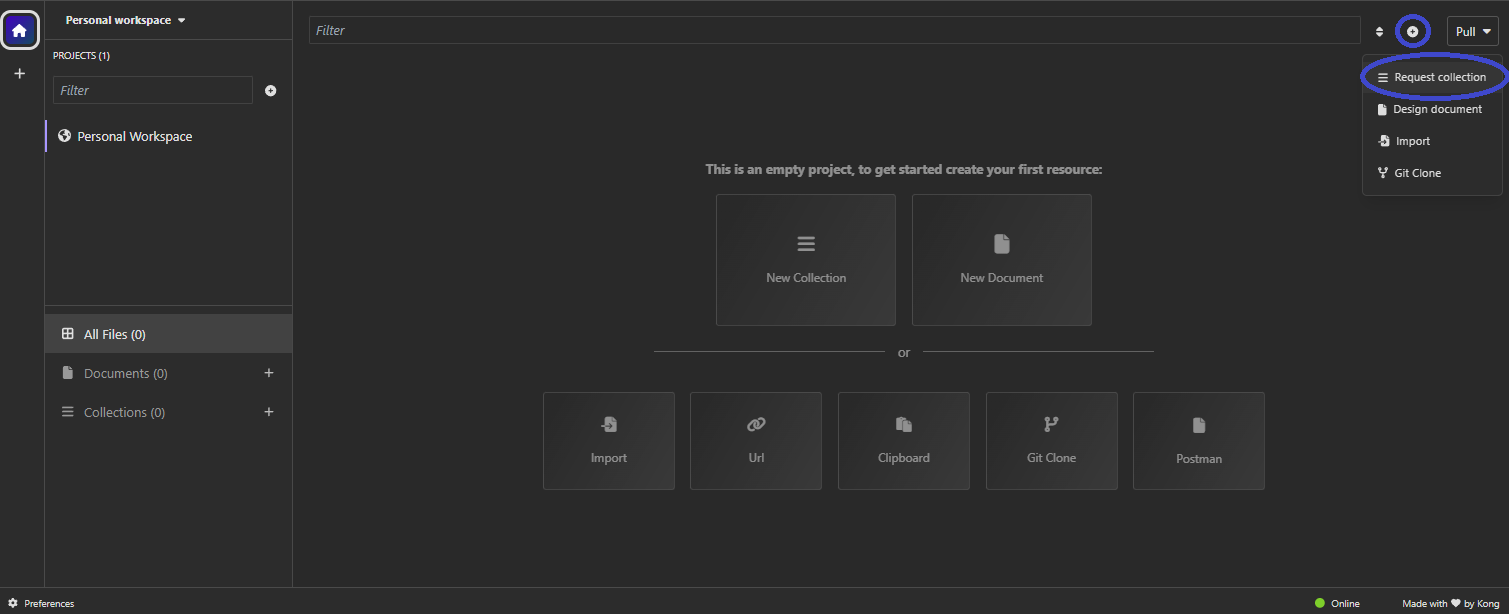 Personal workspace
Filter
Pull
PROJECTS (1)
Filter
Personal Workspace
Request collection
Design document
Import
Git Clone
This is an empty project, to get started create your first resource:
New Collection
New Document
or
Import
Url
Clipboard
Git Clone
Postman
All Files (0)
Documents (0)
Collections (0)
Preferences
Online
Made with by Kong